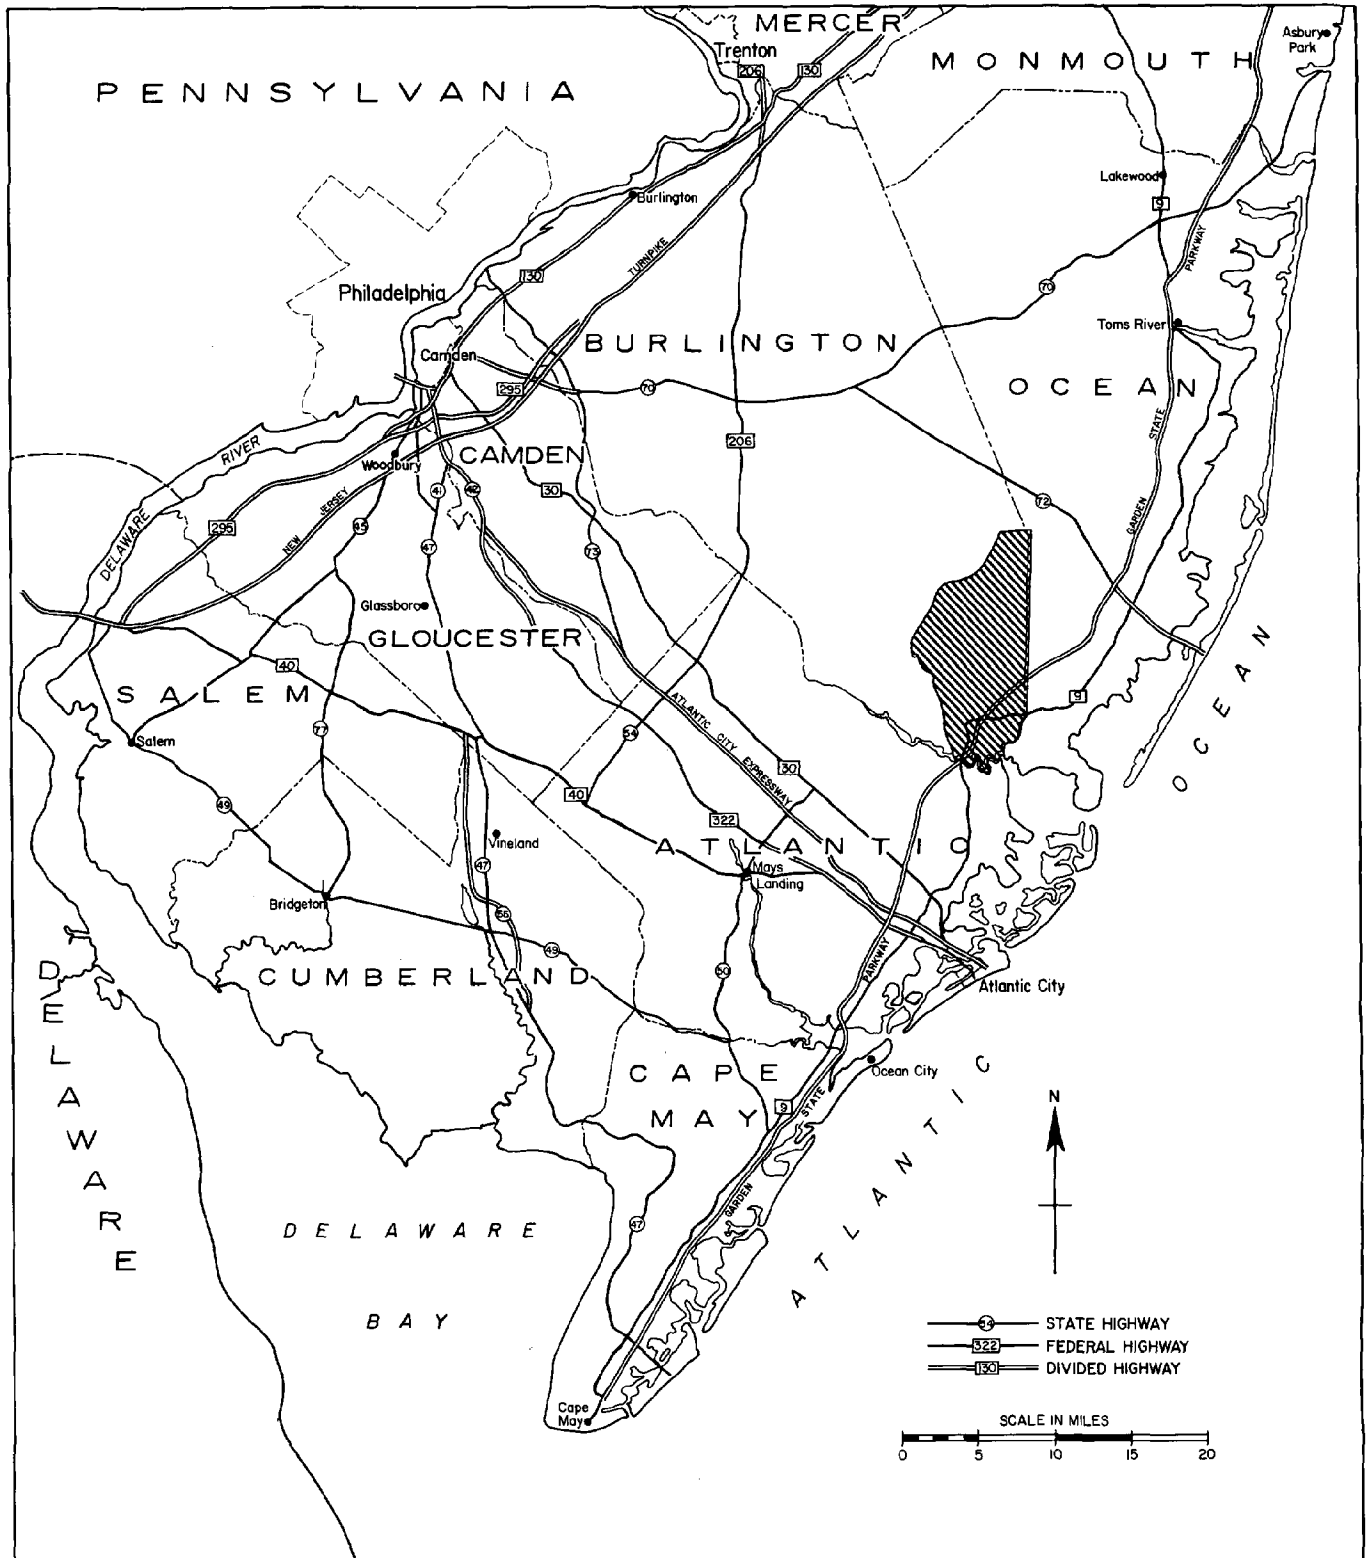 MERCER
Trenton
206
130
Asbury
Park
MONMOUTH
PENNSYLVANIA
Lakewood
9
Burlington
TURNPIKE
PARKWAY
130
70
Philadelphia
Toms River
BURLINGTON
Camden
295
70
OCEAN
STATE
206
RIVER
CAMDEN
Woodbury
41
42
30
72
NEW JERSEY
295
45
GARDEN
DELAWARE
47
73
Glassboro
GLOUCESTER
40
SALEM
9
ATLANTIC CITY EXPRESSWAY
OCEAN
77
54
Salem
30
40
49
322
Vineland
ATLANTIC
47
Mays
Landing
Bridgeton
55
49
PARKWAY
50
CUMBERLAND
Atlantic City
DELAWARE
CAPE
MAY
Ocean City
9
STATE
N
ATLANTIC
GARDEN
47
DELAWARE
BAY
54 STATE HIGHWAY
322 FEDERAL HIGHWAY
130 DIVIDED HIGHWAY
Cape
May
SCALE IN MILES
0 5 10 15 20